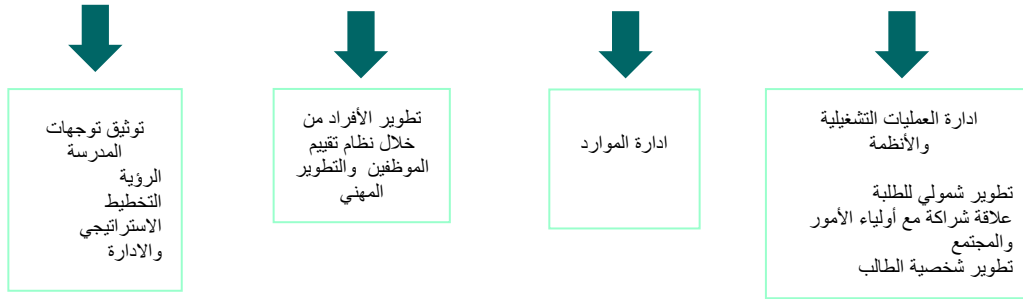 ادارة العمليات التشغيلية
والأنظمة
تطوير شمولي للطلبة
علاقة شراكة مع أولياء الأمور
والمجتمع
تطوير شخصية الطالب
ادارة الموارد
تطوير الأفراد من
خلال نظام تقييم
الموظفين والتطوير
المهني
توثيق توجهات
المدرسة
الرؤية
التخطيط
الاستراتيجي
والادارة